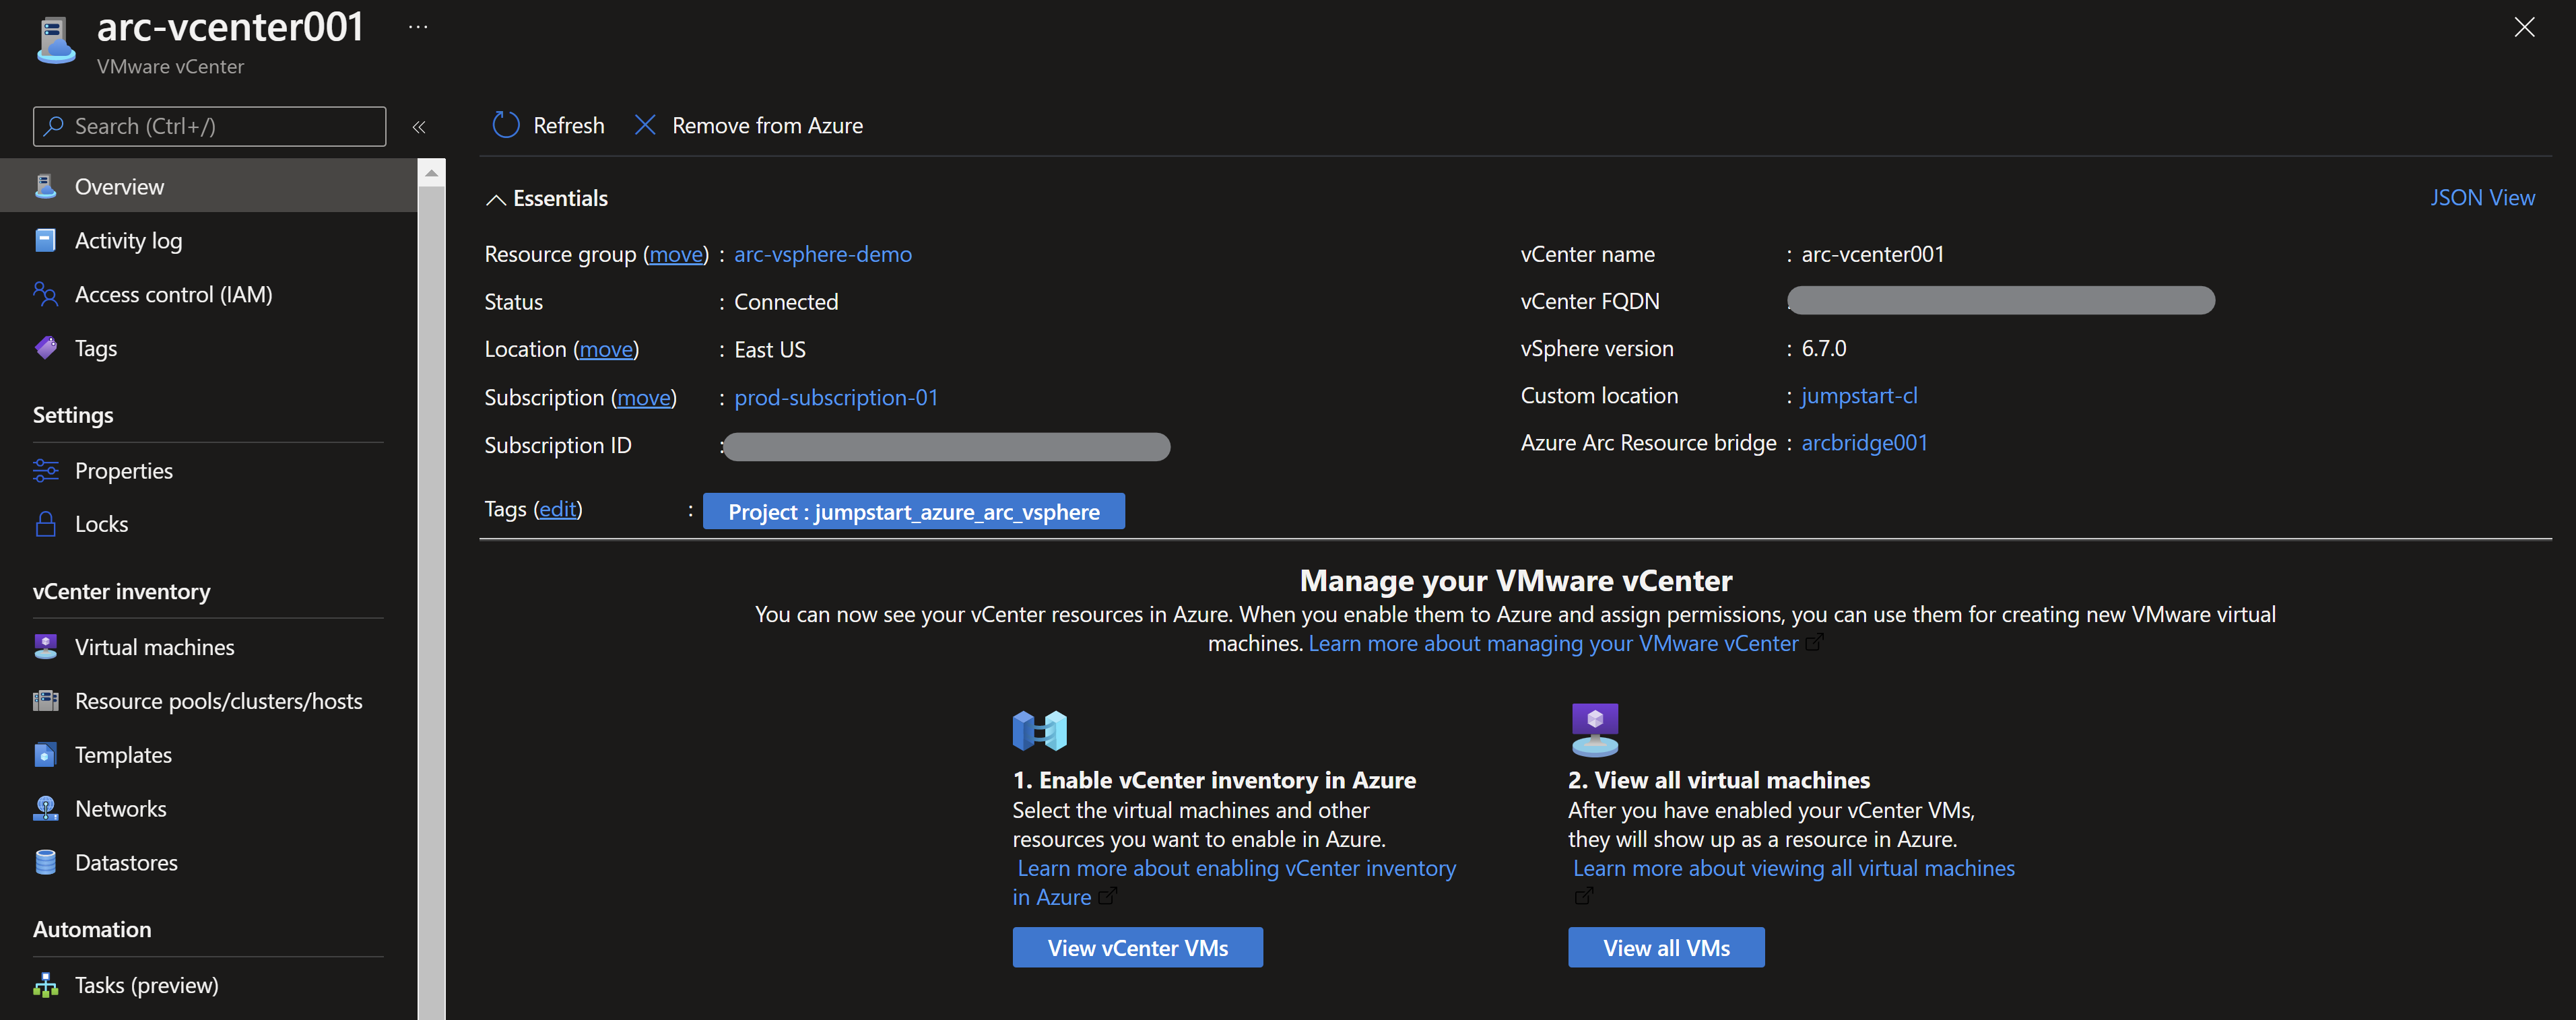 arc-vcenter001 ...
VMware vCenter
Search (Ctrl+/)
«
Overview
Activity log
Access control (IAM)
Tags
Settings
Properties
Locks
vCenter inventory
Virtual machines
Resource pools/clusters/hosts
Templates
Networks
Datastores
Automation
Tasks (preview)
Refresh
Remove from Azure
Essentials
JSON View
Resource group (move) : arc-vsphere-demo
Status : Connected
Location (move) : East US
Subscription (move) : prod-subscription-01
Subscription ID :
Tags (edit) : Project : jumpstart_azure_arc_vsphere
vCenter name : arc-vcenter001
vCenter FQDN :
vSphere version : 6.7.0
Custom location : jumpstart-cl
Azure Arc Resource bridge : arcbridge001
Manage your VMware vCenter
You can now see your vCenter resources in Azure. When you enable them to Azure and assign permissions, you can use them for creating new VMware virtual
machines. Learn more about managing your VMware vCenter
1. Enable vCenter inventory in Azure
Select the virtual machines and other
resources you want to enable in Azure.
Learn more about enabling vCenter inventory
in Azure
View vCenter VMs
2. View all virtual machines
After you have enabled your vCenter VMs,
they will show up as a resource in Azure.
Learn more about viewing all virtual machines
View all VMs